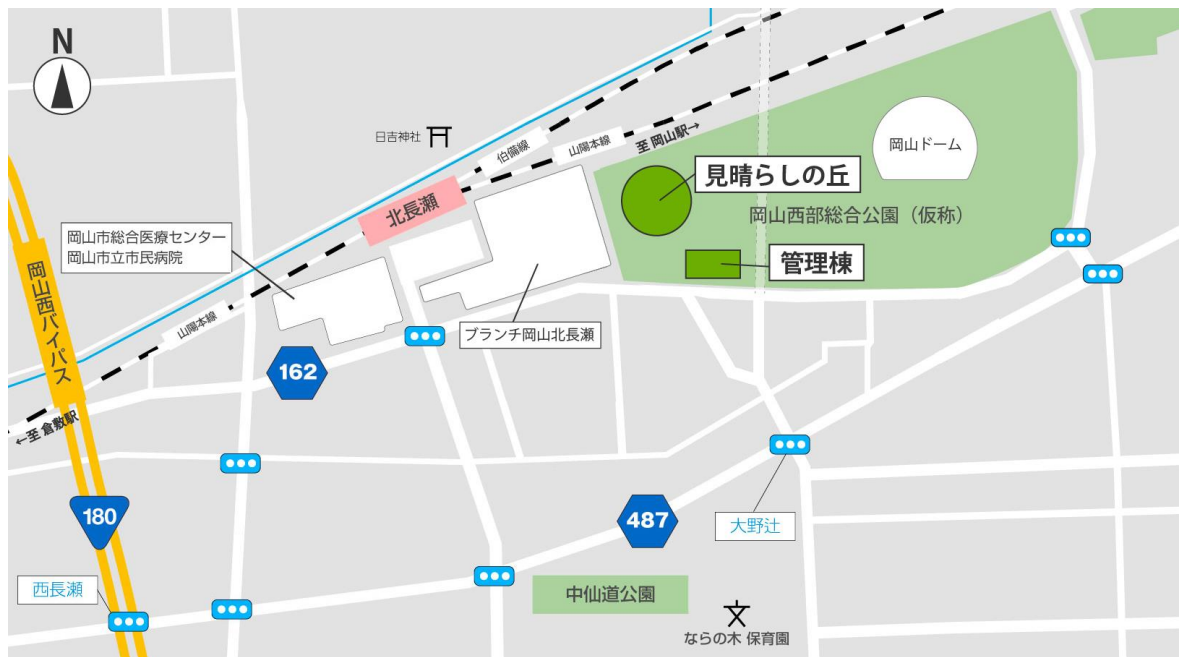 N
日吉神社
伯備線
山陽本線
至 岡山駅→
岡山ドーム
見晴らしの丘
岡山西部総合公園（仮称）
北長瀬
岡山市総合医療センター
岡山市立市民病院
管理棟
岡山西バイパス
山陽本線
ブランチ岡山北長瀬
162
←至 倉敷駅
180
487
大野辻
西長瀬
中仙道公園
ならの木 保育園